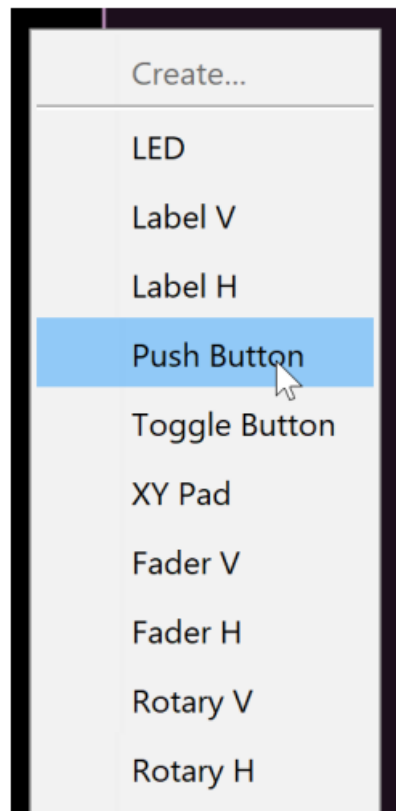 Create...
LED
Label V
Label H
Push Button
Toggle Button
XY Pad
Fader V
Fader H
Rotary V
Rotary H